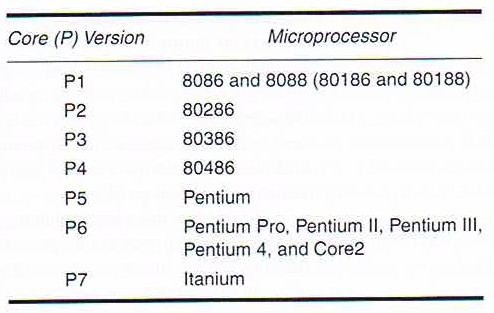 Core (P) Version Microprocessor
P1 8086 and 8088 (80186 and 80188)
P2 80286
P3 80386
P4 80486
P5 Pentium
P6 Pentium Pro, Pentium II, Pentium III,
Pentium 4, and Core2
P7 Itanium